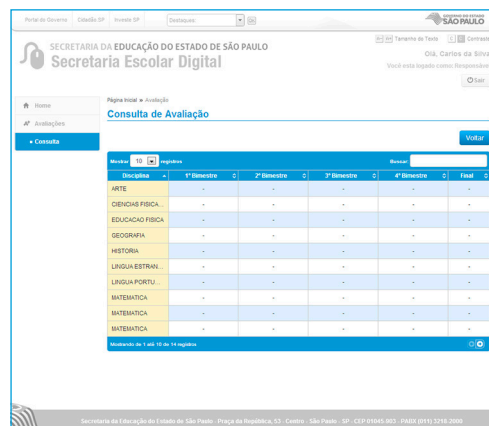 Portal do Governo Cidadão SP Investe SP Destaques:
GOVERNO DO ESTADO
SÃO PAULO
Tamanho do Texto Contraste
SECRETARIA DA EDUCAÇÃO DO ESTADO DE SÃO PAULO
Secretaria Escolar Digital
Olá, Carlos da Silva
Você esta logado como: Responsável
Sair
Página Inicial » Avaliação
Home
Consulta de Avaliação
Avaliações
Consulta
Voltar
Mostrar 10 registros Buscar:
Disciplina 1º Bimestre 2º Bimestre 3º Bimestre 4º Bimestre Final
ARTE - - - - -
CIENCIAS FISICA... - - - - -
EDUCACAO FISICA - - - - -
GEOGRAFIA - - - - -
HISTORIA - - - - -
LINGUA ESTRAN... - - - - -
LINGUA PORTU... - - - - -
MATEMATICA - - - - -
MATEMATICA - - - - -
MATEMATICA - - - - -
Mostrando de 1 até 10 de 14 registros
Secretaria da Educação do Estado de São Paulo - Praça da República, 53 - Centro - São Paulo - SP - CEP 01045-903 - PABX (011) 3218-2000